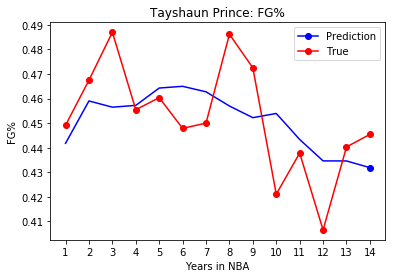 Tayshaun Prince: FG%
Prediction
True
FG%
0.49
0.48
0.47
0.46
0.45
0.44
0.43
0.42
0.41
1 2 3 4 5 6 7 8 9 10 11 12 13 14
Years in NBA